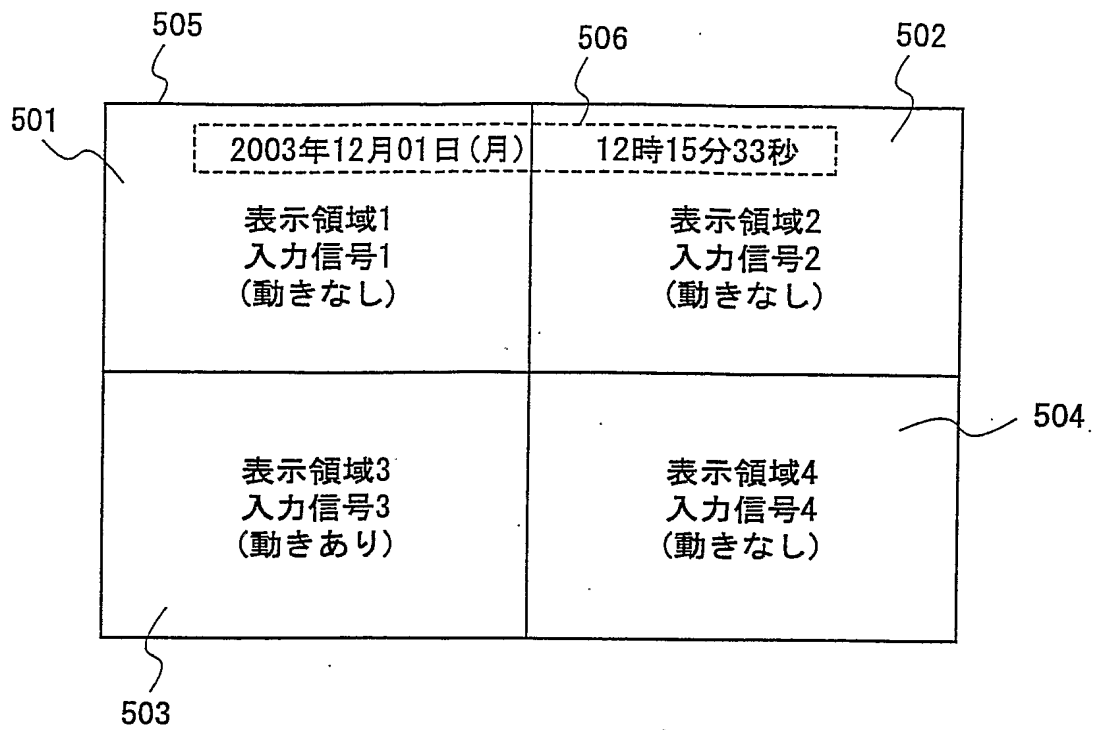 505
506
502
501
2003年12月01日(月) 12時15分33秒
表示領域1
入力信号1
(動きなし)
表示領域2
入力信号2
(動きなし)
表示領域3
入力信号3
(動きあり)
表示領域4
入力信号4
(動きなし)
504
503